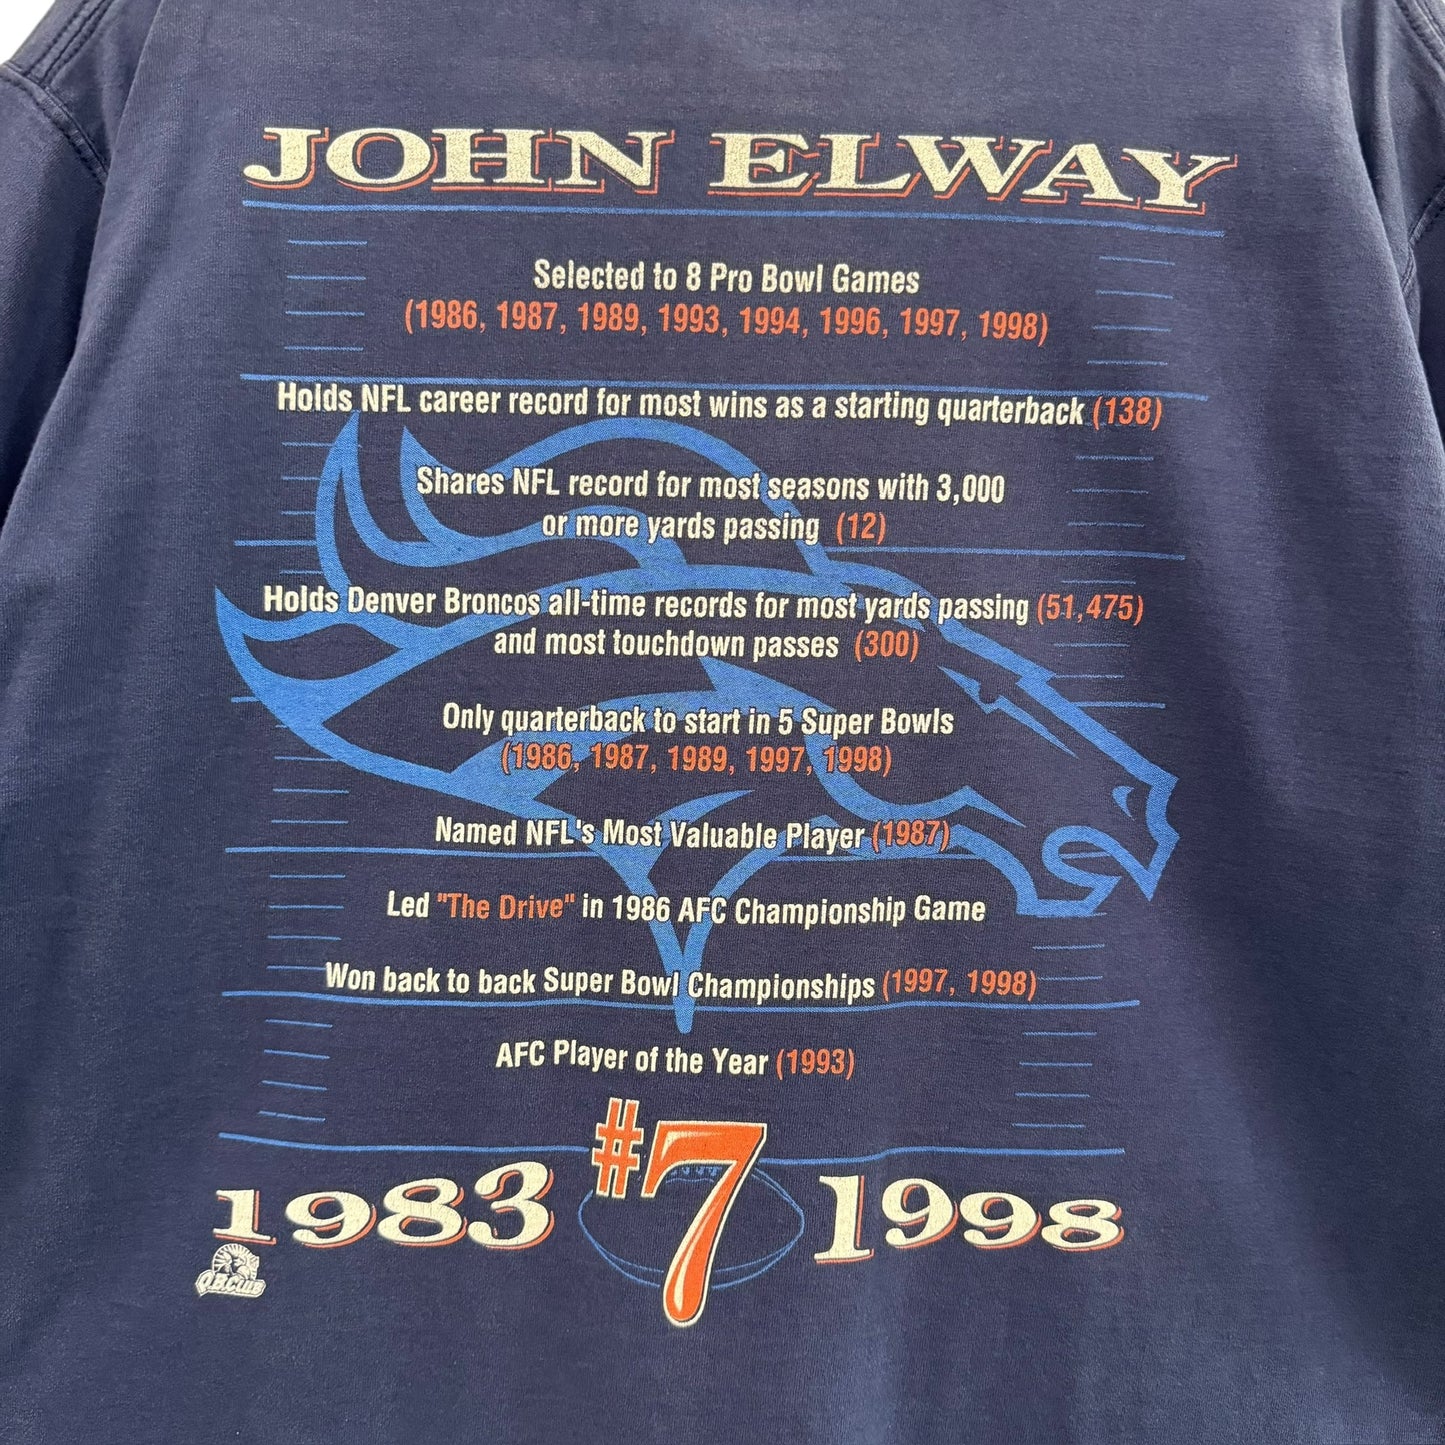 JOHN ELWAY
Selected to 8 Pro Bowl Games
(1986, 1987, 1989, 1993, 1994, 1996, 1997, 1998)
Holds NFL career record for most wins as a starting quarterback (138)
Shares NFL record for most seasons with 3,000
or more yards passing (12)
Holds Denver Broncos all-time records for most yards passing (51,475)
and most touchdown passes (300)
Only quarterback to start in 5 Super Bowls
(1986, 1987, 1989, 1997, 1998)
Named NFL's Most Valuable Player (1987)
Led "The Drive" in 1986 AFC Championship Game
Won back to back Super Bowl Championships (1997, 1998)
AFC Player of the Year (1993)
#7
1983 1998
Q.B. Club